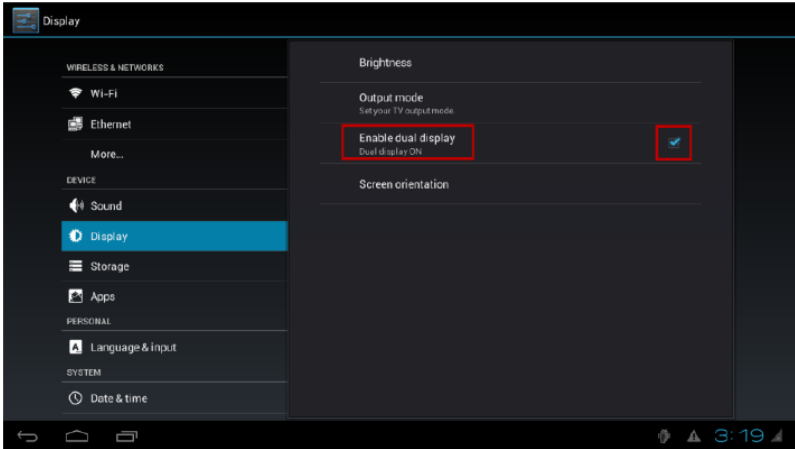 Display
WIRELESS & NETWORKS
Wi-Fi
Ethernet
More...
DEVICE
Sound
Display
Storage
Apps
PERSONAL
A
Language & input
SYSTEM
Date & time
Brightness
Output mode
Set your TV output mode
Enable dual display
Dual display ON
Screen orientation
3:19